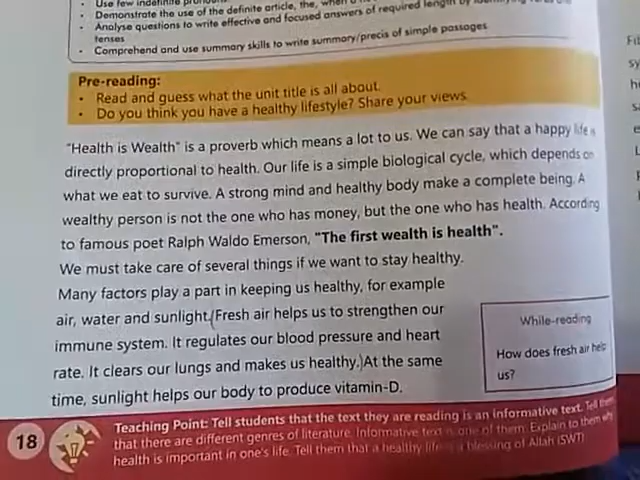 Use few indefinite
Demonstrate the use of the definite article, the, when
Analyse questions to write effective and focused answers of required length by
tenses
Comprehend and use summary skills to write summary/precis of simple passages
Pre-reading:
• Read and guess what the unit title is all about.
• Do you think you have a healthy lifestyle? Share your views.
"Health is Wealth" is a proverb which means a lot to us. We can say that a happy life is
directly proportional to health. Our life is a simple biological cycle, which depends on
what we eat to survive. A strong mind and healthy body make a complete being. A
wealthy person is not the one who has money, but the one who has health. According
to famous poet Ralph Waldo Emerson, "The first wealth is health".
We must take care of several things if we want to stay healthy.
Many factors play a part in keeping us healthy, for example
air, water and sunlight.(Fresh air helps us to strengthen our
immune system. It regulates our blood pressure and heart
rate. It clears our lungs and makes us healthy.)At the same
time, sunlight helps our body to produce vitamin-D.
While-reading
How does fresh air help
us?
18
Teaching Point: Tell students that the text they are reading is an informative text. Tell them
that there are different genres of literature. Informative text is one of them. Explain to them why
health is important in one's life. Tell them that a healthy life is a blessing of Allah (SWT)